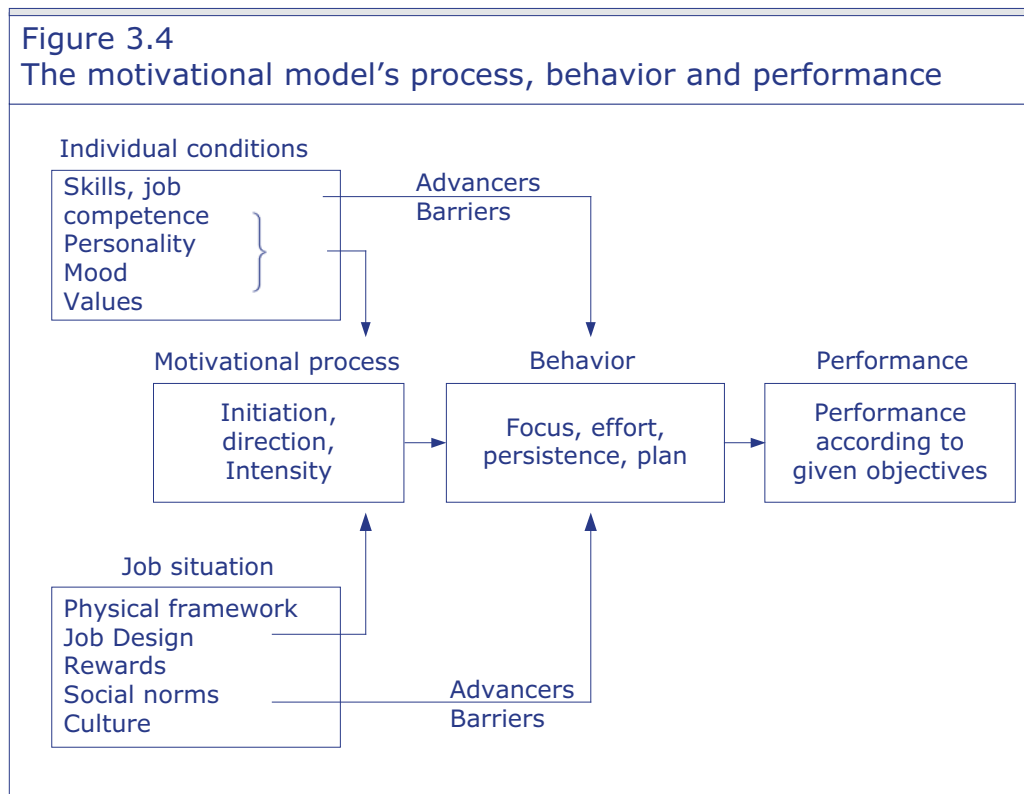 Figure 3.4
The motivational model's process, behavior and performance
Individual conditions
Skills, job
competence
Personality
Mood
Values
Advancers
Barriers
Motivational process
Initiation,
direction,
Intensity
Behavior
Focus, effort,
persistence, plan
Performance
Performance
according to
given objectives
Job situation
Physical framework
Job Design
Rewards
Social norms
Culture
Advancers
Barriers